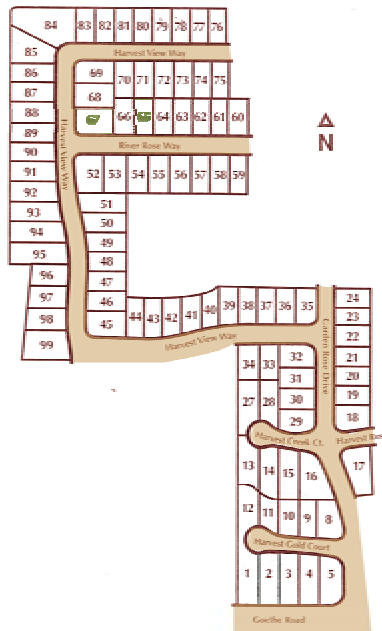 84 83 82 81 80 79 78 77 76
85 Harvest View Way
86 69 70 71 72 73 74 75
87 68
88 66 64 63 62 61 60
N
89 Harvest View Way River Rose Way
90
91 52 53 54 55 56 57 58 59
92
93 51
94 50
95 49
96 48
97 47
98 46 44 43 42 41 40 39 38 37 36 35 24
99 45 Harvest View Way 23
22
34 33 32 Garden Rose Drive 21
31 20
27 28 30 19
29 18
Harvest Creek Ct. Harvest
13 14 15 16 17
12 11 10 9 8
Harvest Gold Court
1 2 3 4 5
Goethe Road